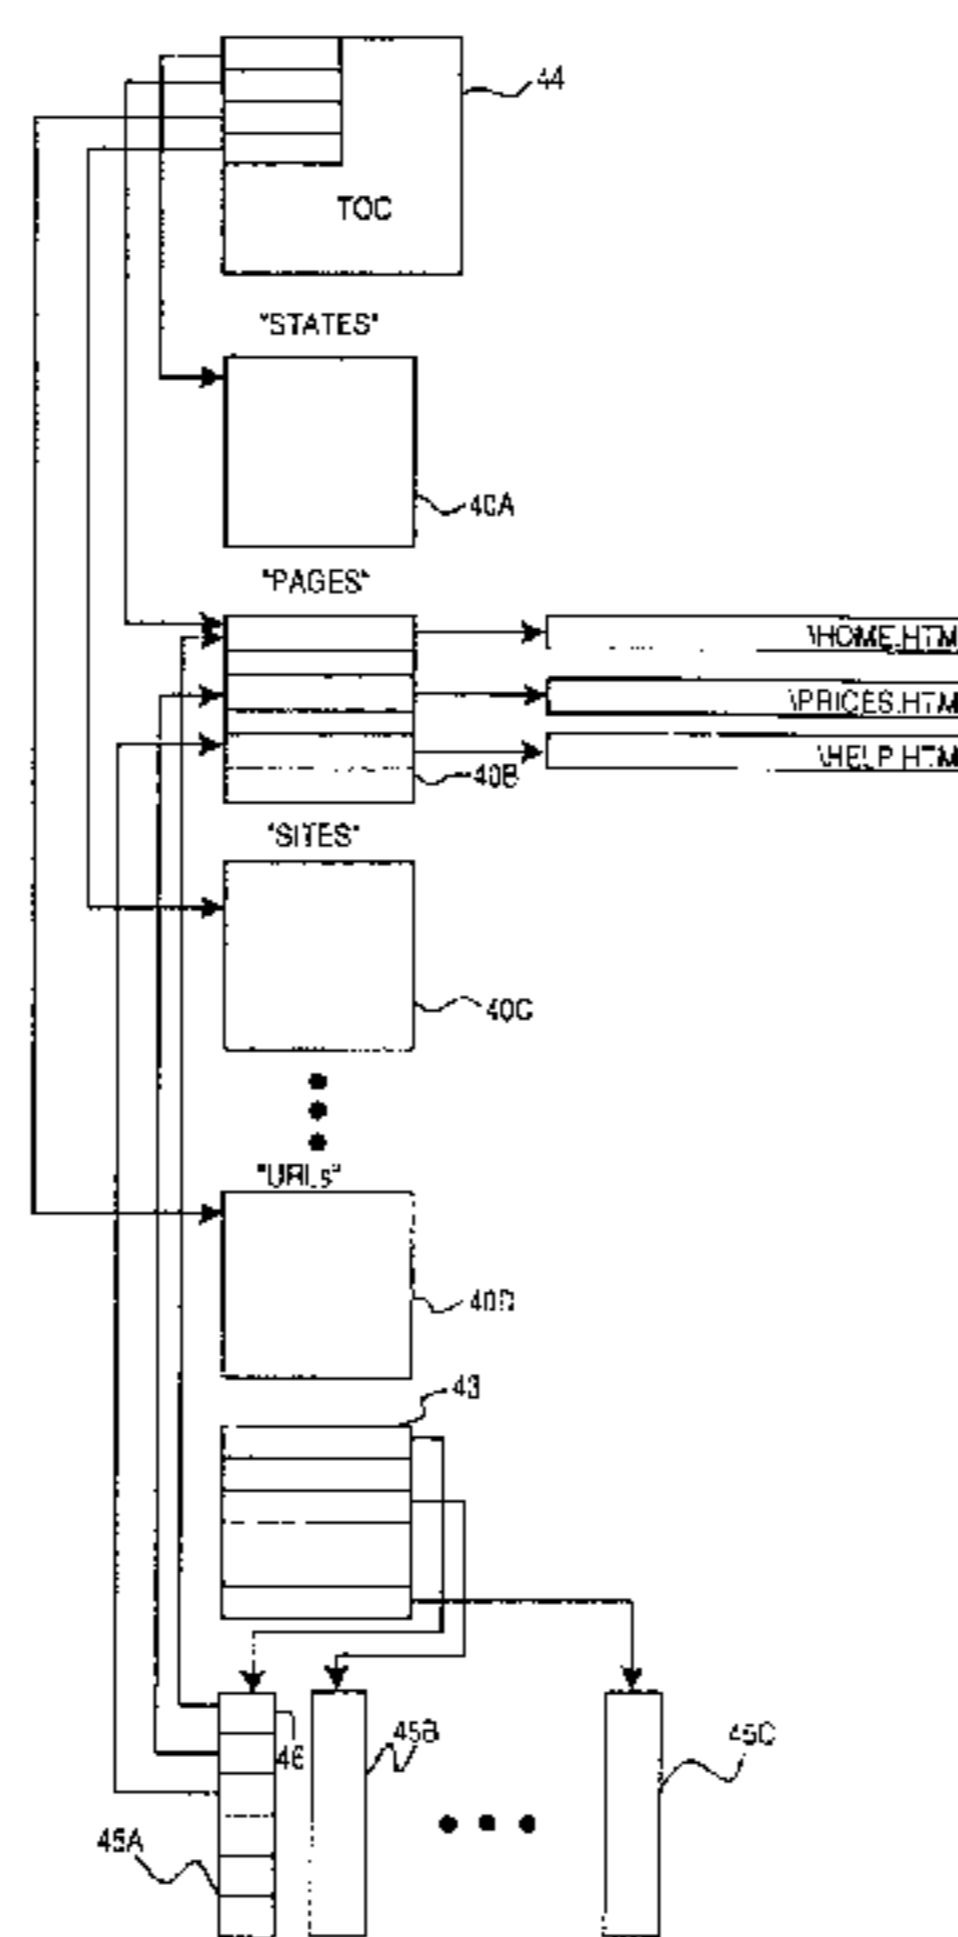 44
TOC
"STATES"
40A
"PAGES"
\HOME.HTM
\PRICES.HTM
\HELP.HTM
40B
"SITES"
40C
"URLs"
40D
43
45B
45C
46
45A